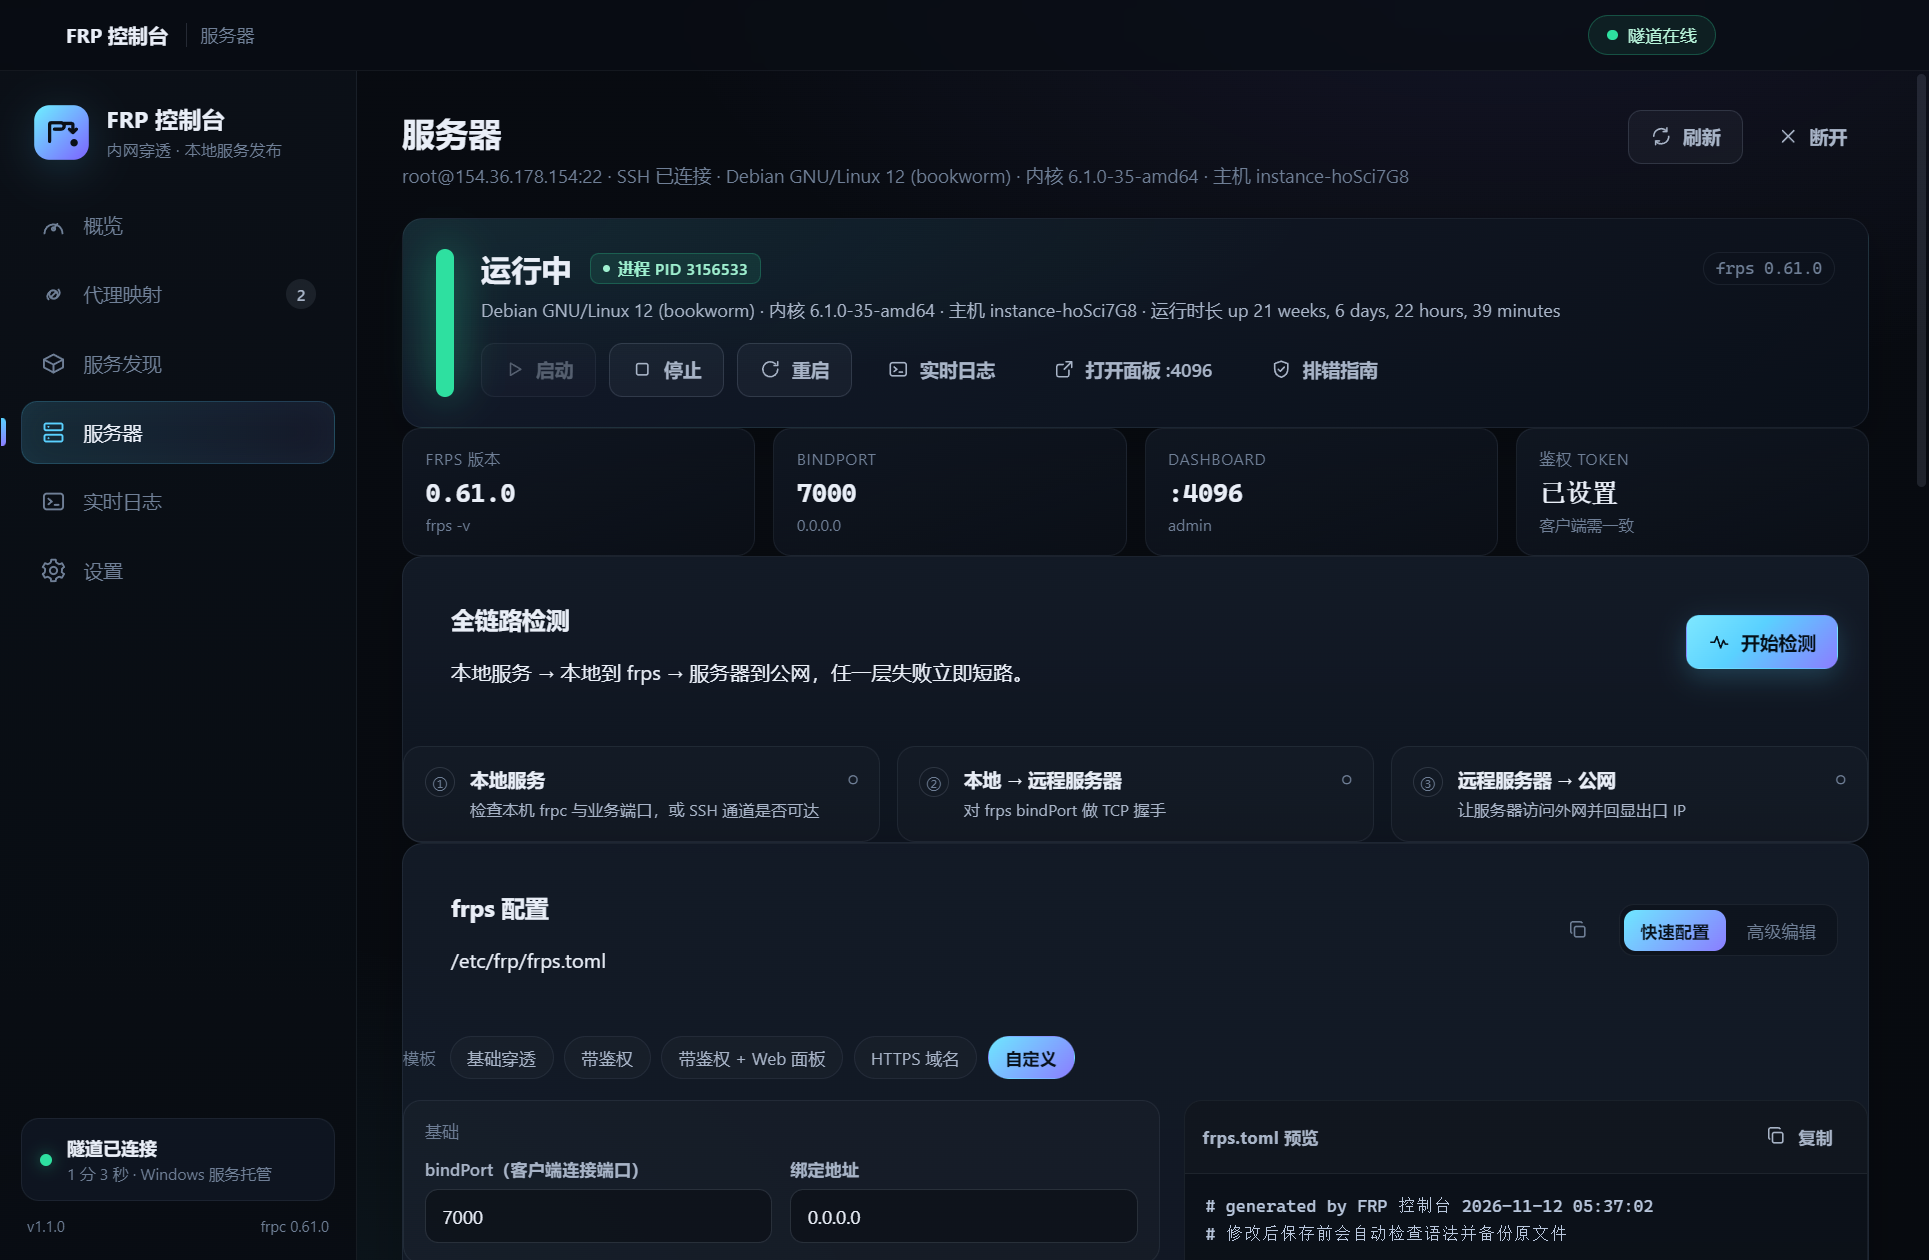 FRP 控制台
服务器
隧道在线
FRP 控制台
内网穿透 · 本地服务发布
概览
代理映射
2
服务发现
服务器
实时日志
设置
隧道已连接
1 分 3 秒 · Windows 服务托管
v1.1.0
frpc 0.61.0
服务器
root@154.36.178.154:22 · SSH 已连接 · Debian GNU/Linux 12 (bookworm) · 内核 6.1.0-35-amd64 · 主机 instance-hoSci7G8
刷新
断开
运行中
进程 PID 3156533
frps 0.61.0
Debian GNU/Linux 12 (bookworm) · 内核 6.1.0-35-amd64 · 主机 instance-hoSci7G8 · 运行时长 up 21 weeks, 6 days, 22 hours, 39 minutes
启动
停止
重启
实时日志
打开面板 :4096
排错指南
FRPS 版本
0.61.0
frps -v
BINDPORT
7000
0.0.0.0
DASHBOARD
:4096
admin
鉴权 TOKEN
已设置
客户端需一致
全链路检测
本地服务 → 本地到 frps → 服务器到公网，任一层失败立即短路。
开始检测
① 本地服务
检查本机 frpc 与业务端口，或 SSH 通道是否可达
② 本地 → 远程服务器
对 frps bindPort 做 TCP 握手
③ 远程服务器 → 公网
让服务器访问外网并回显出口 IP
frps 配置
/etc/frp/frps.toml
快速配置
高级编辑
模板
基础穿透
带鉴权
带鉴权 + Web 面板
HTTPS 域名
自定义
基础
bindPort（客户端连接端口）
7000
绑定地址
0.0.0.0
frps.toml 预览
复制
# generated by FRP 控制台 2026-11-12 05:37:02
# 修改后保存前会自动检查语法并备份原文件